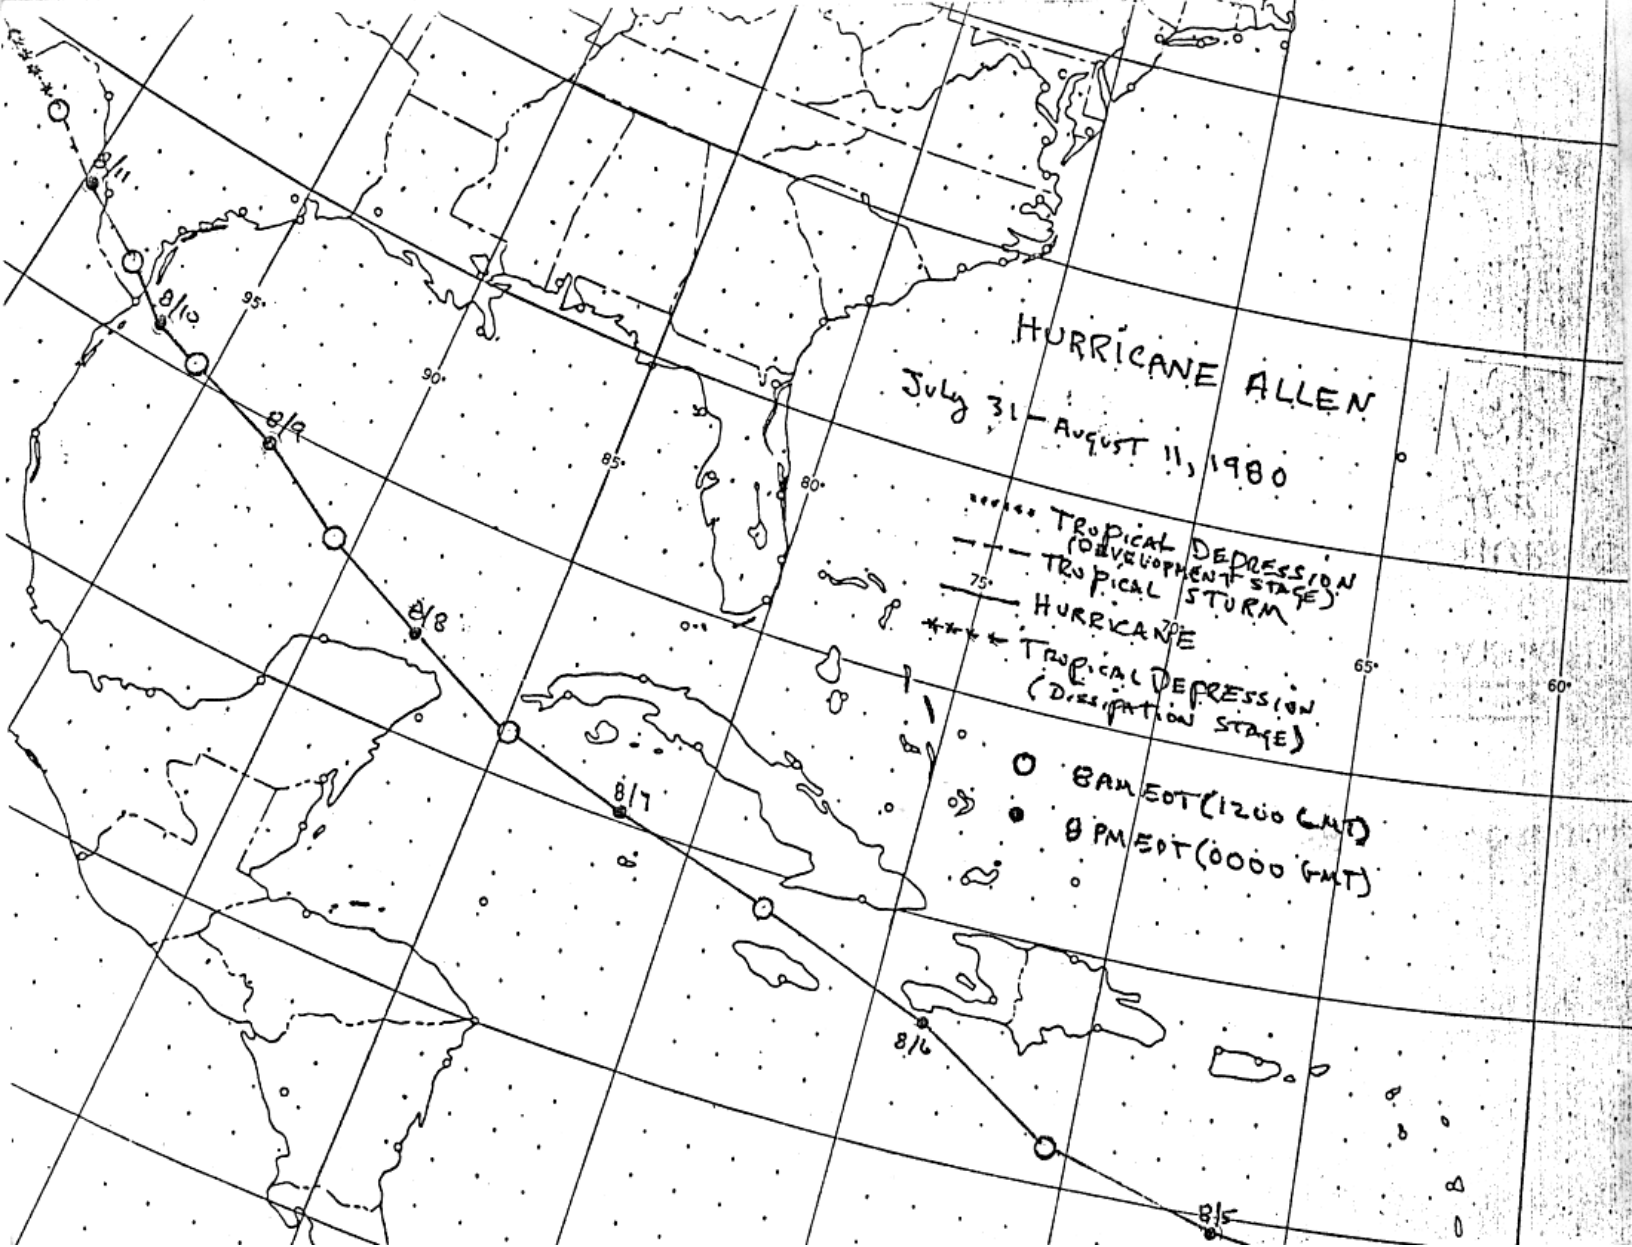 8/11
95°
8/10
90°
8/9
85°
80°
HURRICANE ALLEN
July 31 - August 11, 1980
TROPICAL DEPRESSION
(DEVELOPMENT STAGE)
TROPICAL STORM
75°
HURRICANE
70°
TROPICAL DEPRESSION
(DISSIPATION STAGE)
65°
60°
8 AM EDT (1200 GMT)
8 PM EDT (0000 GMT)
8/8
8/7
8/6
8/5